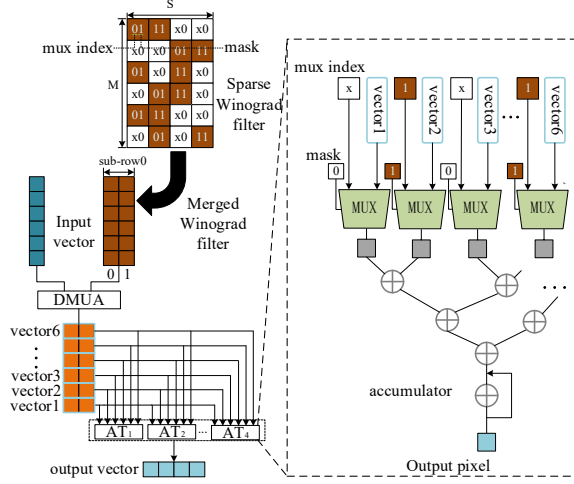 S
01 11 x0 x0
mux index x0 x0 01 11 mask
M
01 x0 11 x0
x0 01 11 x0
01 11 x0 x0
x0 01 x0 11
Sparse
Winograd
filter
sub-row0
Input
vector
Merged
Winograd
filter
0 1
DMUA
vector6
vector3
vector2
vector1
AT1 AT2 ... AT4
output vector
mux index
x vector1 1 vector2 x vector3 ... 1 vector6
mask
0 1 0 1
MUX MUX MUX MUX
...
accumulator
Output pixel